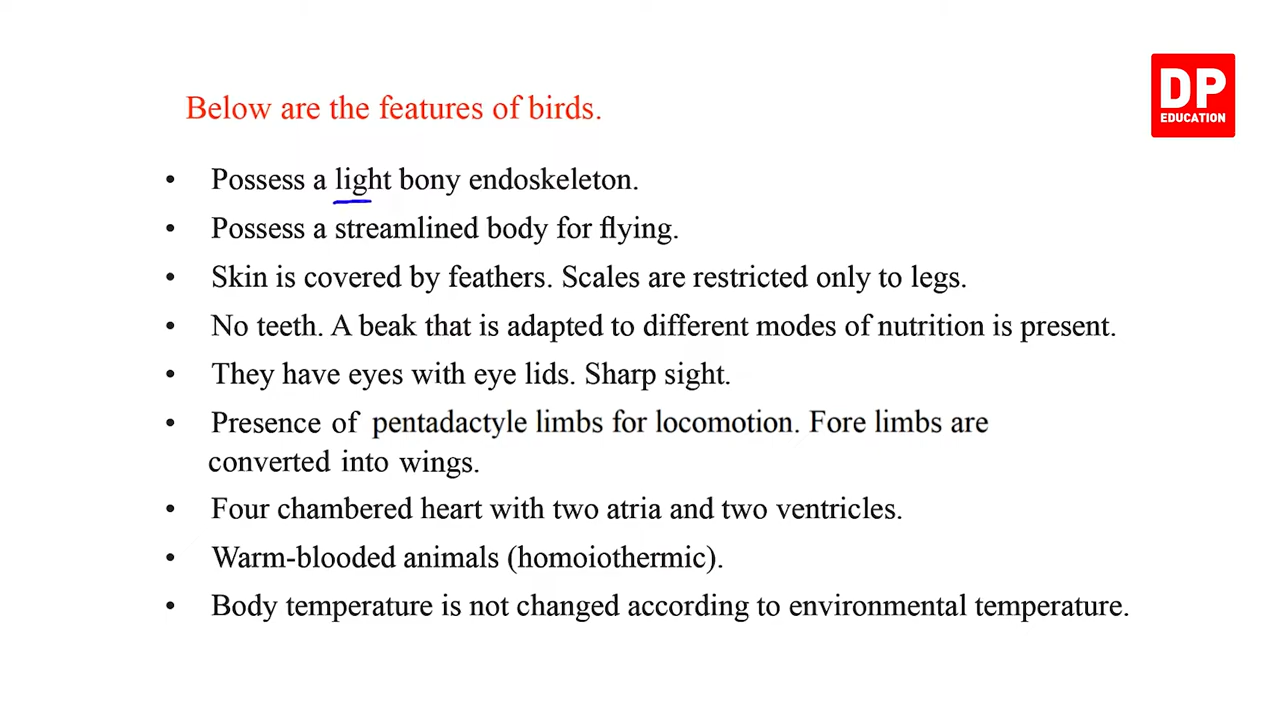 DP
EDUCATION
Below are the features of birds.
• Possess a light bony endoskeleton.
• Possess a streamlined body for flying.
• Skin is covered by feathers. Scales are restricted only to legs.
• No teeth. A beak that is adapted to different modes of nutrition is present.
• They have eyes with eye lids. Sharp sight.
• Presence of pentadactyle limbs for locomotion. Fore limbs are
converted into wings.
• Four chambered heart with two atria and two ventricles.
• Warm-blooded animals (homoiothermic).
• Body temperature is not changed according to environmental temperature.